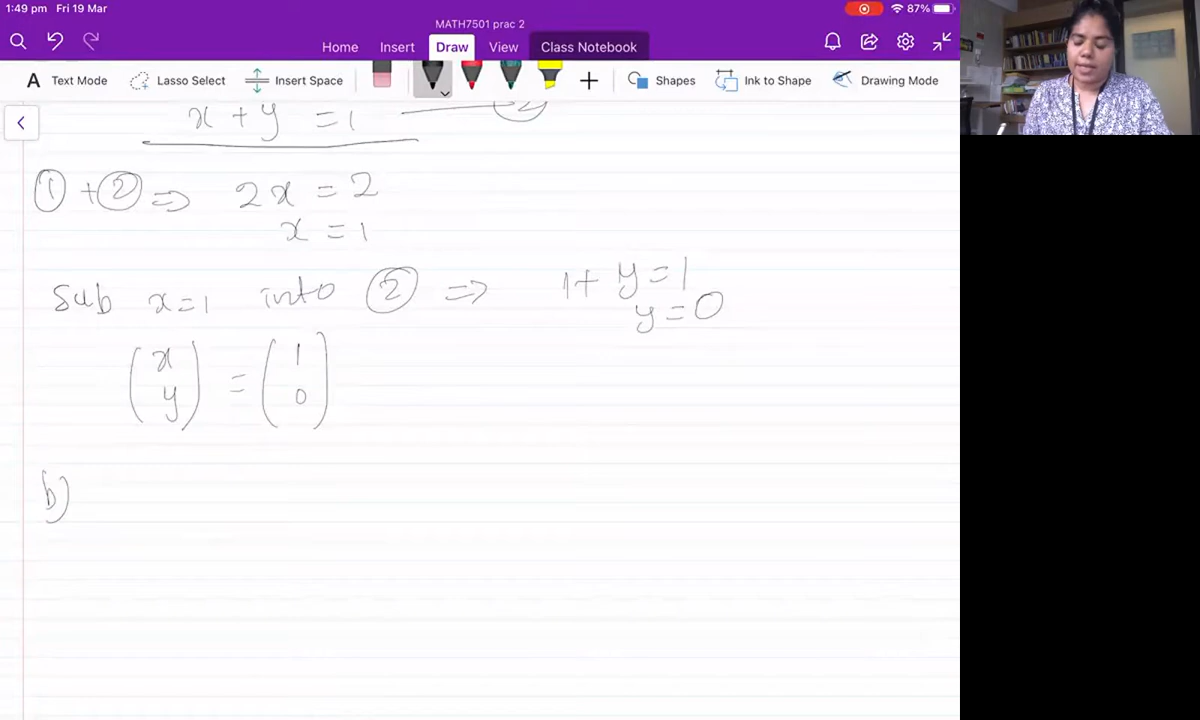 1:49 pm Fri 19 Mar
87%
MATH7501 prac 2
Home Insert Draw View Class Notebook
A Text Mode Lasso Select Insert Space Shapes Ink to Shape Drawing Mode
x + y = 1 — ②
① + ② ⇒ 2x = 2
x = 1
Sub x=1 into ② ⇒ 1 + y = 1
y = 0
(x y) = (1 0)
b)